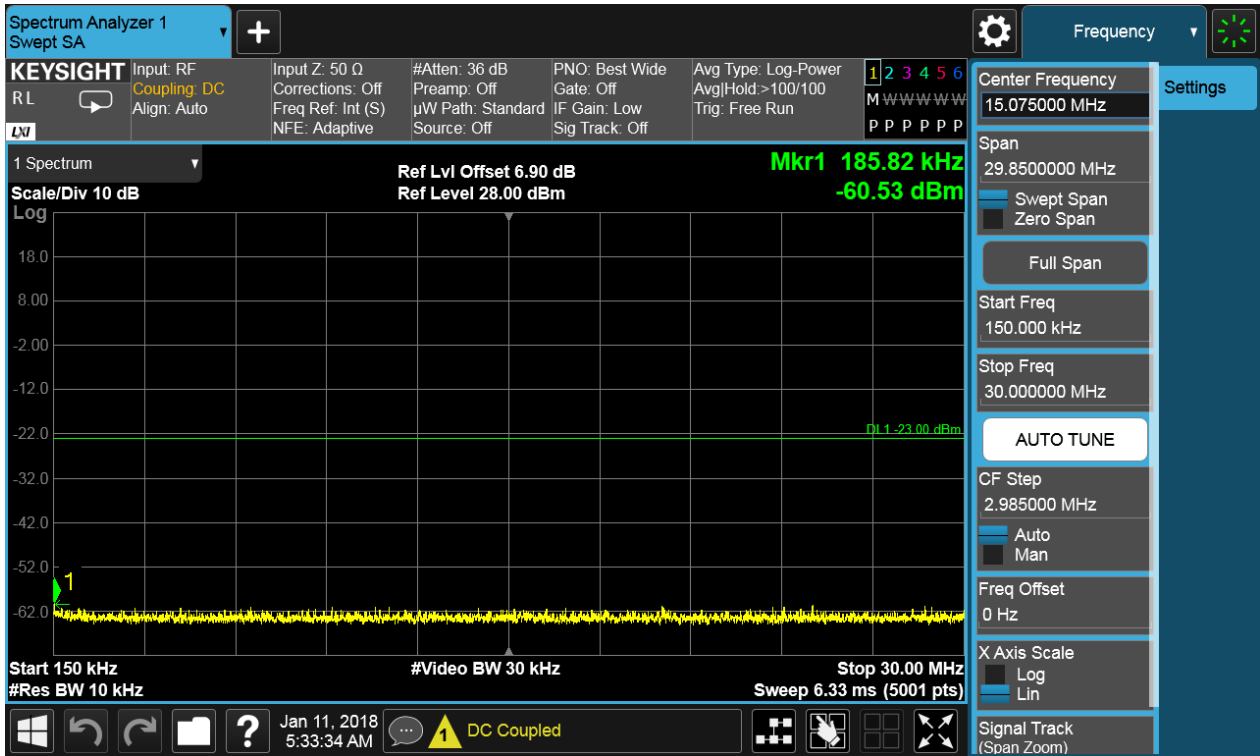 Spectrum Analyzer 1
Swept SA
+
Frequency
KEYSIGHT
R L
LXI
Input: RF
Coupling: DC
Align: Auto
Input Z: 50 Ω
Corrections: Off
Freq Ref: Int (S)
NFE: Adaptive
#Atten: 36 dB
Preamp: Off
µW Path: Standard
Source: Off
PNO: Best Wide
Gate: Off
IF Gain: Low
Sig Track: Off
Avg Type: Log-Power
Avg|Hold:>100/100
Trig: Free Run
1 2 3 4 5 6
M W W W W W
P P P P P P
1 Spectrum
Scale/Div 10 dB
Log
Ref Lvl Offset 6.90 dB
Ref Level 28.00 dBm
Mkr1 185.82 kHz
-60.53 dBm
18.0
8.00
-2.00
-12.0
-22.0
DL1 -23.00 dBm
-32.0
-42.0
-52.0
1
-62.0
Start 150 kHz
#Video BW 30 kHz
Stop 30.00 MHz
#Res BW 10 kHz
Sweep 6.33 ms (5001 pts)
Center Frequency
15.075000 MHz
Settings
Span
29.8500000 MHz
Swept Span
Zero Span
Full Span
Start Freq
150.000 kHz
Stop Freq
30.000000 MHz
AUTO TUNE
CF Step
2.985000 MHz
Auto
Man
Freq Offset
0 Hz
X Axis Scale
Log
Lin
Signal Track
(Span Zoom)
?
Jan 11, 2018
5:33:34 AM
1
DC Coupled